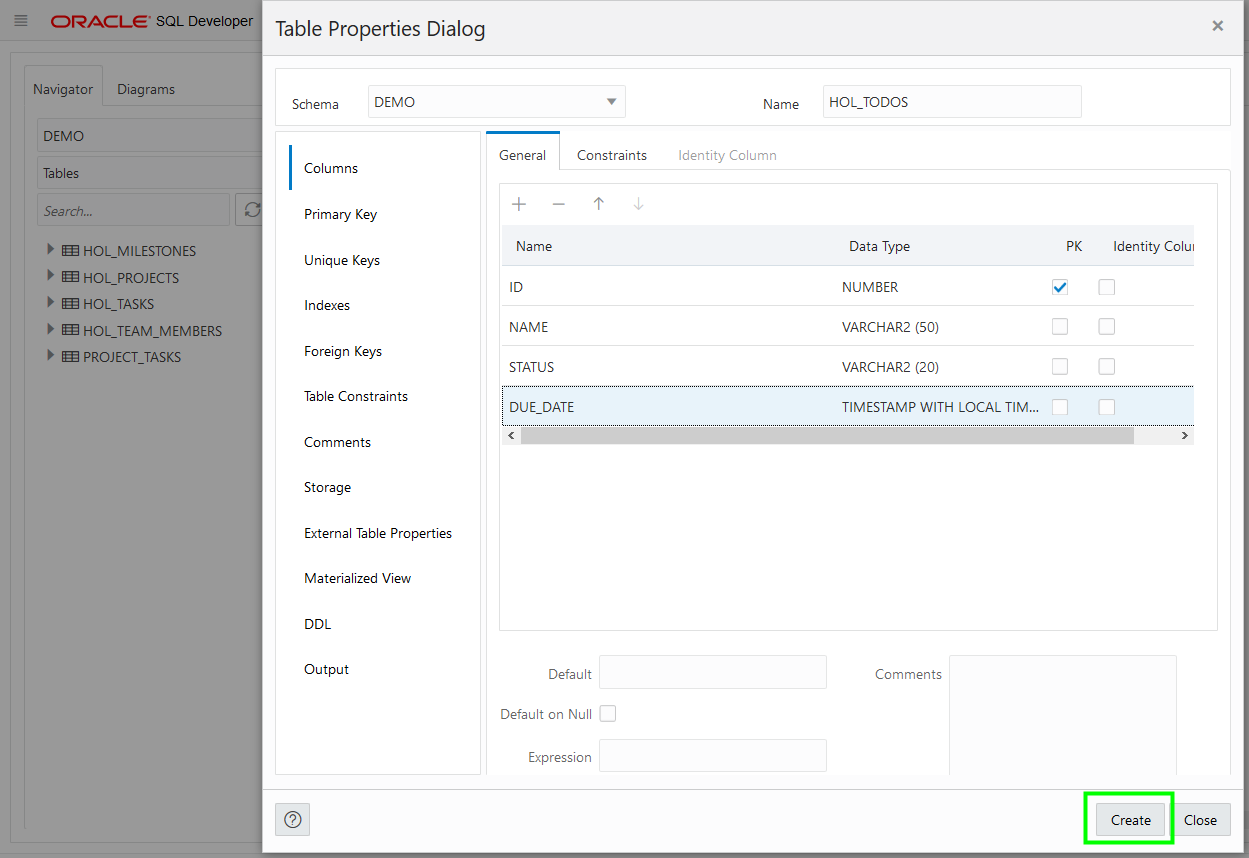 ORACLE SQL Developer
Navigator
Diagrams
DEMO
Tables
Search...
HOL_MILESTONES
HOL_PROJECTS
HOL_TASKS
HOL_TEAM_MEMBERS
PROJECT_TASKS
Table Properties Dialog
Schema DEMO Name HOL_TODOS
Columns
Primary Key
Unique Keys
Indexes
Foreign Keys
Table Constraints
Comments
Storage
External Table Properties
Materialized View
DDL
Output
General Constraints Identity Column
Name Data Type PK Identity Colu
ID NUMBER
NAME VARCHAR2 (50)
STATUS VARCHAR2 (20)
DUE_DATE TIMESTAMP WITH LOCAL TIM...
Default
Comments
Default on Null
Expression
Create Close